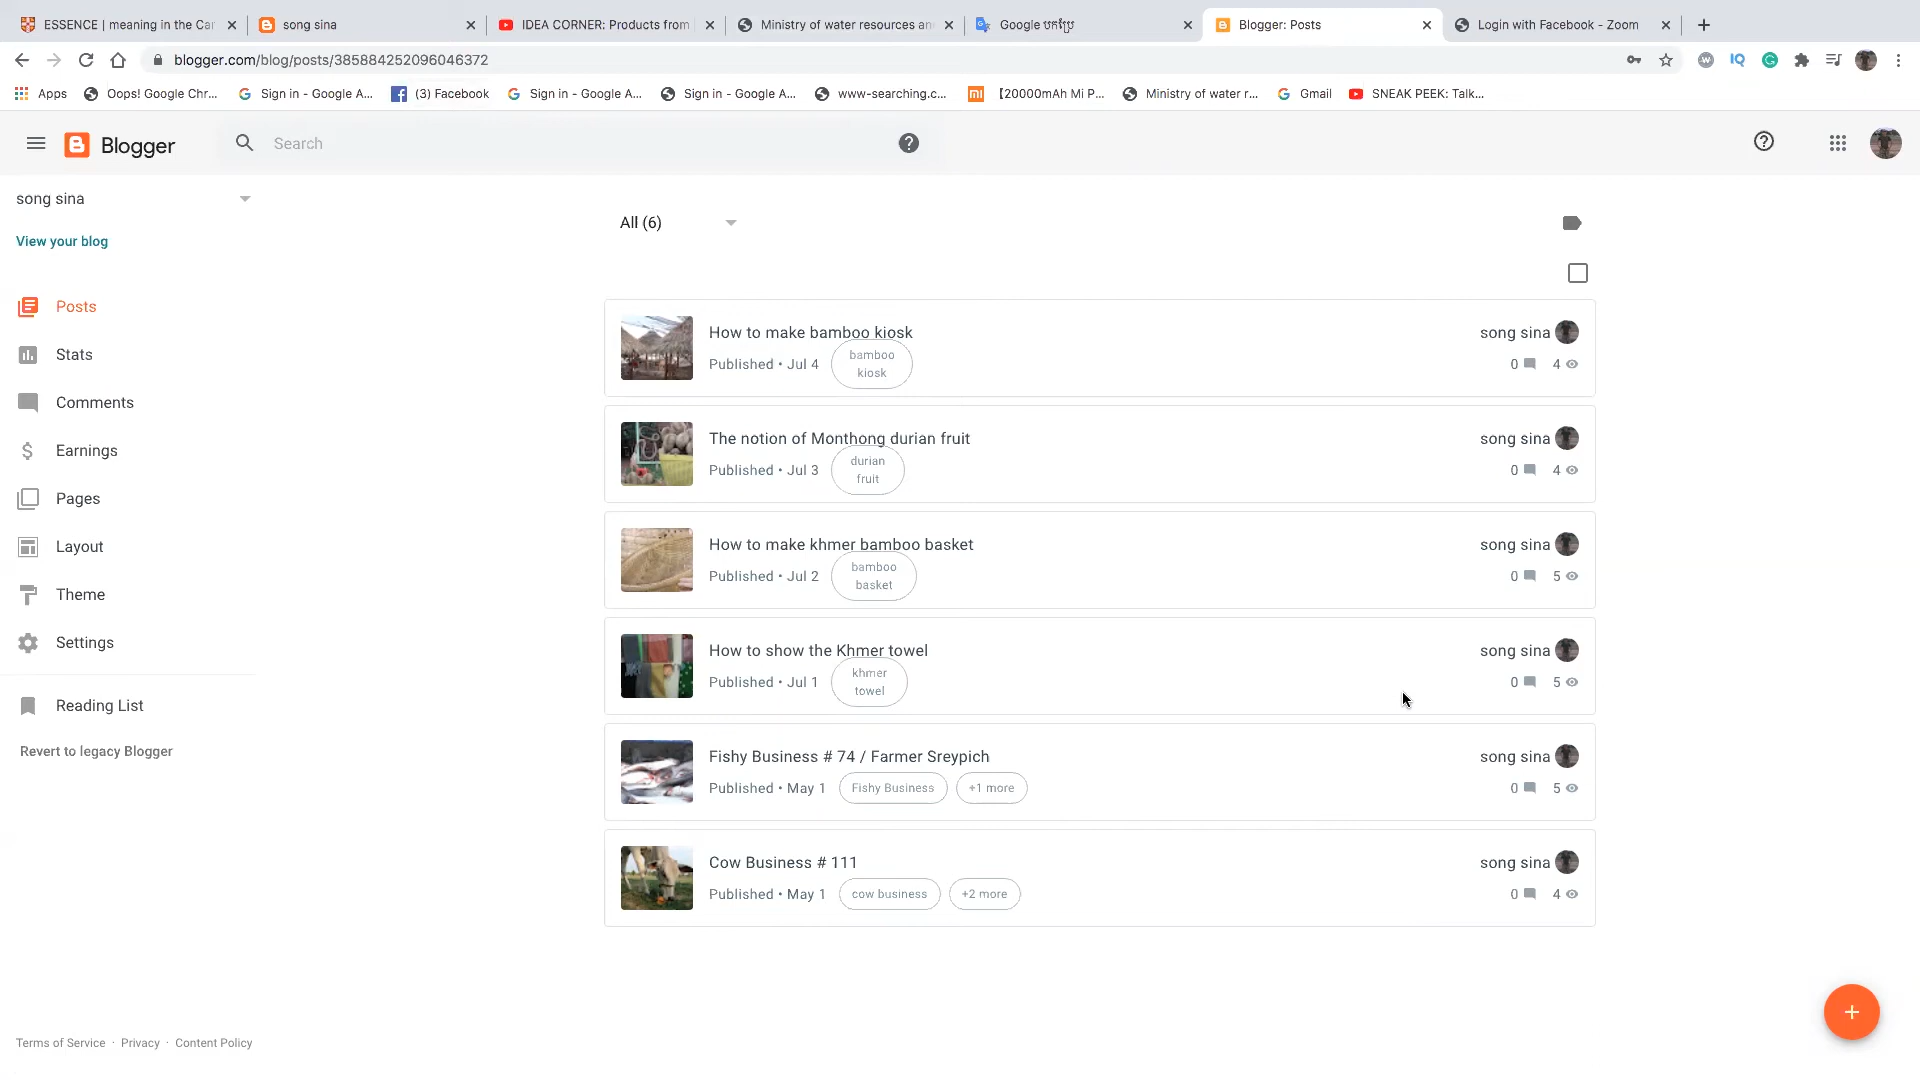 ESSENCE | meaning in the Car
song sina
IDEA CORNER: Products from
Ministry of water resources an
Google បកប្រែ
Blogger: Posts
Login with Facebook - Zoom
blogger.com/blog/posts/385884252096046372
Apps
Oops! Google Chr...
Sign in - Google A...
(3) Facebook
Sign in - Google A...
Sign in - Google A...
www-searching.c...
【20000mAh Mi P...
Ministry of water r...
Gmail
SNEAK PEEK: Talk...
Blogger
Search
song sina
View your blog
Posts
Stats
Comments
Earnings
Pages
Layout
Theme
Settings
Reading List
Revert to legacy Blogger
Terms of Service · Privacy · Content Policy
All (6)
How to make bamboo kiosk
song sina
Published • Jul 4
bamboo
kiosk
0
4
The notion of Monthong durian fruit
song sina
Published • Jul 3
durian
fruit
0
4
How to make khmer bamboo basket
song sina
Published • Jul 2
bamboo
basket
0
5
How to show the Khmer towel
song sina
Published • Jul 1
khmer
towel
0
5
Fishy Business # 74 / Farmer Sreypich
song sina
Published • May 1
Fishy Business
+1 more
0
5
Cow Business # 111
song sina
Published • May 1
cow business
+2 more
0
4